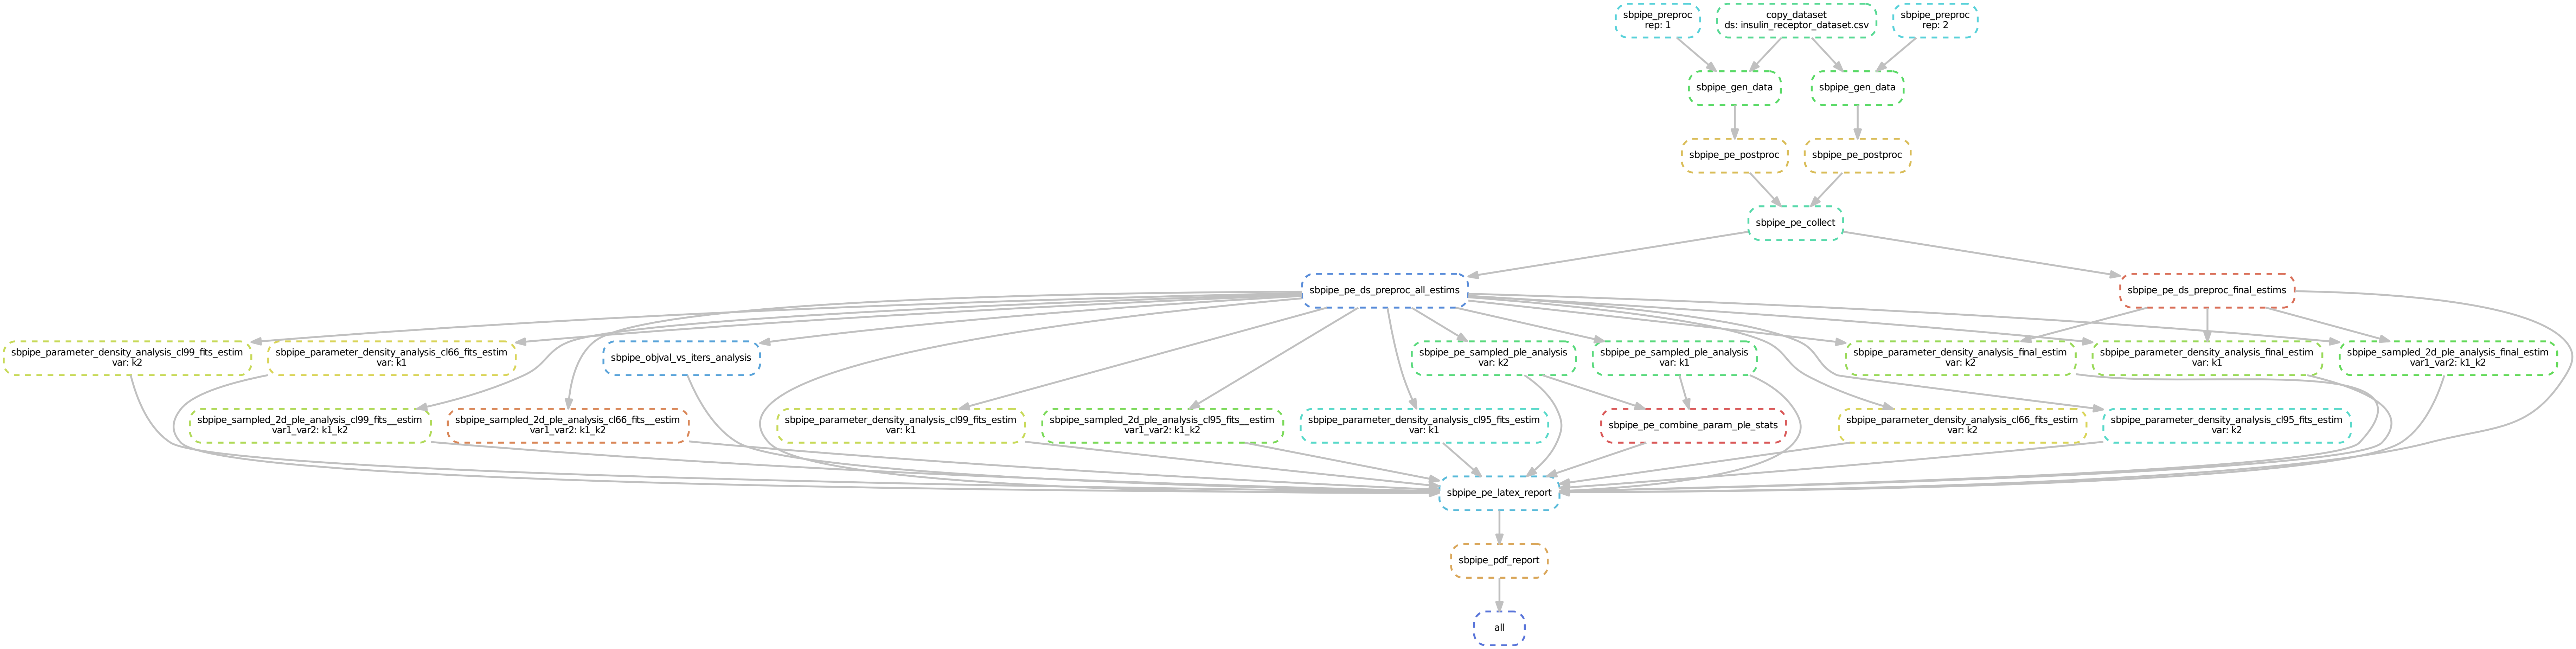 sbpipe_preproc
rep: 1
copy_dataset
ds: insulin_receptor_dataset.csv
sbpipe_preproc
rep: 2
sbpipe_gen_data
sbpipe_gen_data
sbpipe_pe_postproc
sbpipe_pe_postproc
sbpipe_pe_collect
sbpipe_pe_ds_preproc_all_estims
sbpipe_pe_ds_preproc_final_estims
sbpipe_parameter_density_analysis_cl99_fits_estim
var: k2
sbpipe_parameter_density_analysis_cl66_fits_estim
var: k1
sbpipe_objval_vs_iters_analysis
sbpipe_pe_sampled_ple_analysis
var: k2
sbpipe_pe_sampled_ple_analysis
var: k1
sbpipe_parameter_density_analysis_final_estim
var: k2
sbpipe_parameter_density_analysis_final_estim
var: k1
sbpipe_sampled_2d_ple_analysis_final_estim
var1_var2: k1_k2
sbpipe_sampled_2d_ple_analysis_cl99_fits__estim
var1_var2: k1_k2
sbpipe_sampled_2d_ple_analysis_cl66_fits__estim
var1_var2: k1_k2
sbpipe_parameter_density_analysis_cl99_fits_estim
var: k1
sbpipe_sampled_2d_ple_analysis_cl95_fits__estim
var1_var2: k1_k2
sbpipe_parameter_density_analysis_cl95_fits_estim
var: k1
sbpipe_pe_combine_param_ple_stats
sbpipe_parameter_density_analysis_cl66_fits_estim
var: k2
sbpipe_parameter_density_analysis_cl95_fits_estim
var: k2
sbpipe_pe_latex_report
sbpipe_pdf_report
all